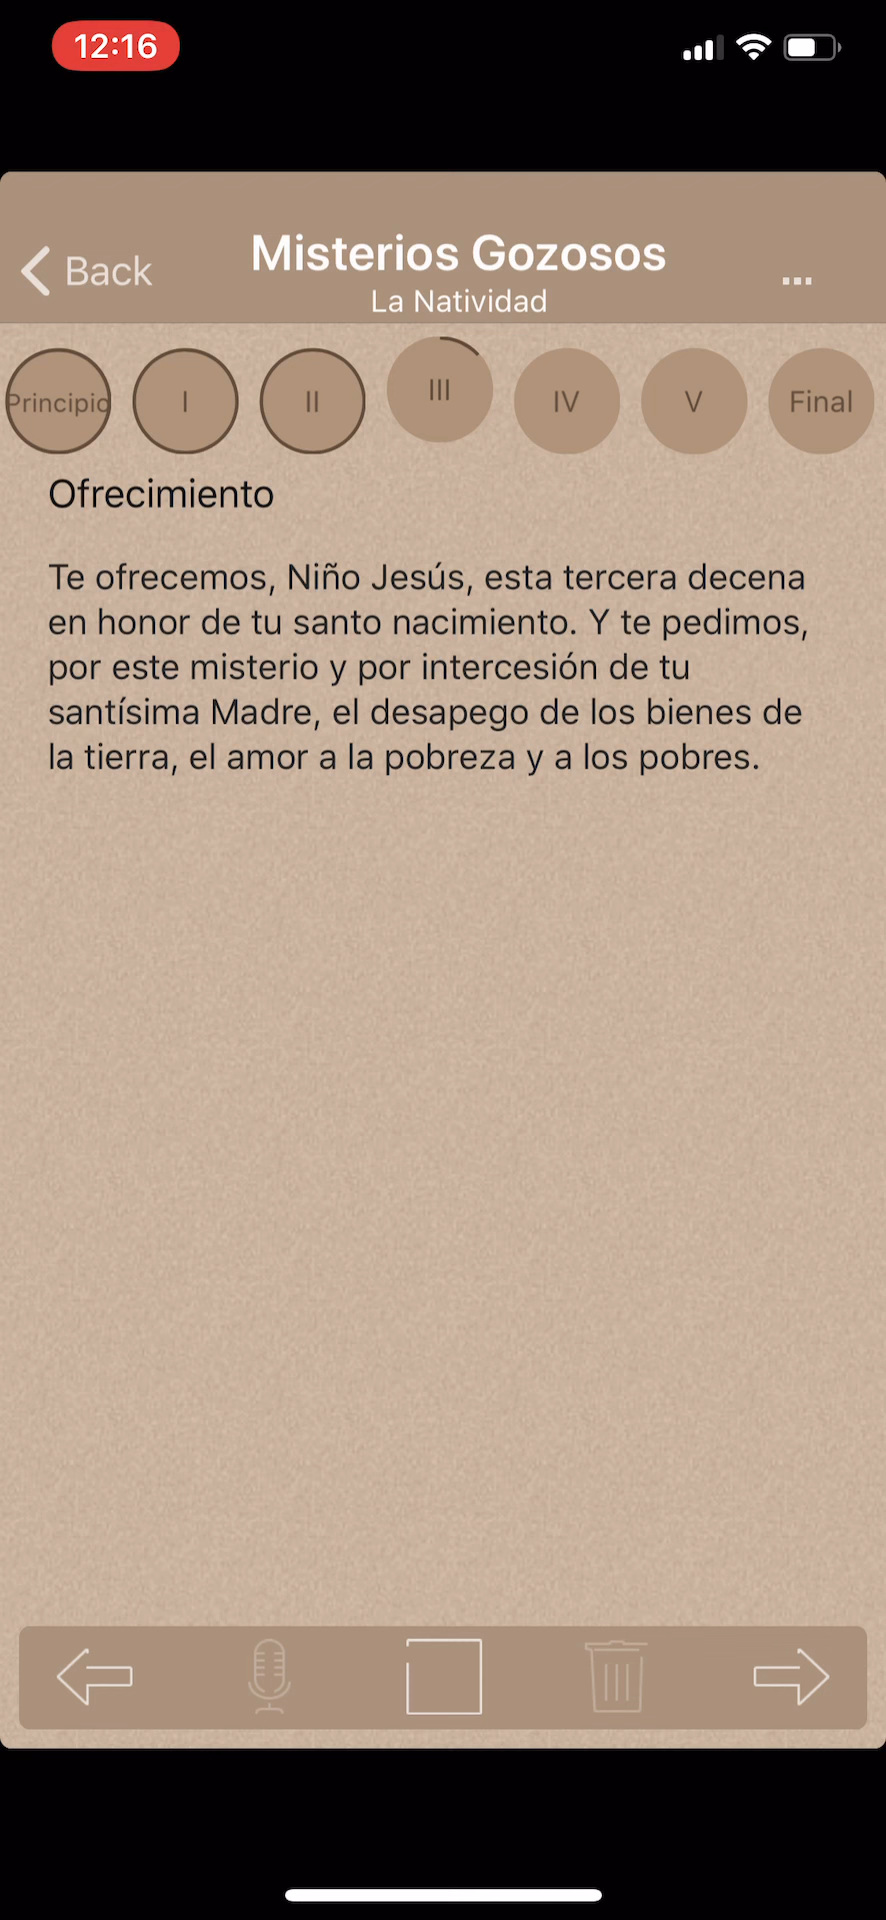 12:16
Back
Misterios Gozosos
...
La Natividad
Principio
I
II
III
IV
V
Final
Ofrecimiento
Te ofrecemos, Niño Jesús, esta tercera decena
en honor de tu santo nacimiento. Y te pedimos,
por este misterio y por intercesión de tu
santísima Madre, el desapego de los bienes de
la tierra, el amor a la pobreza y a los pobres.